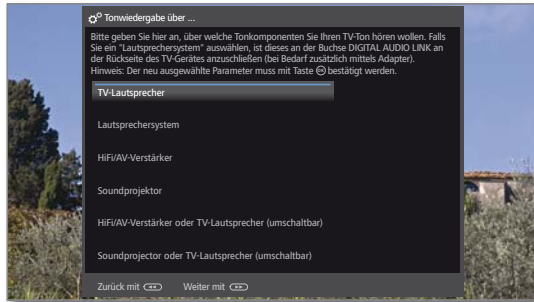 Tonwiedergabe über ...
Bitte geben Sie hier an, über welche Tonkomponenten Sie Ihren TV-Ton hören wollen. Falls
Sie ein "Lautsprechersystem" auswählen, ist dieses an der Buchse DIGITAL AUDIO LINK an
der Rückseite des TV-Gerätes anzuschließen (bei Bedarf zusätzlich mittels Adapter).
Hinweis: Der neu ausgewählte Parameter muss mit Taste OK bestätigt werden.
TV-Lautsprecher
Lautsprechersystem
HiFi/AV-Verstärker
Soundprojektor
HiFi/AV-Verstärker oder TV-Lautsprecher (umschaltbar)
Soundprojector oder TV-Lautsprecher (umschaltbar)
Zurück mit Weiter mit